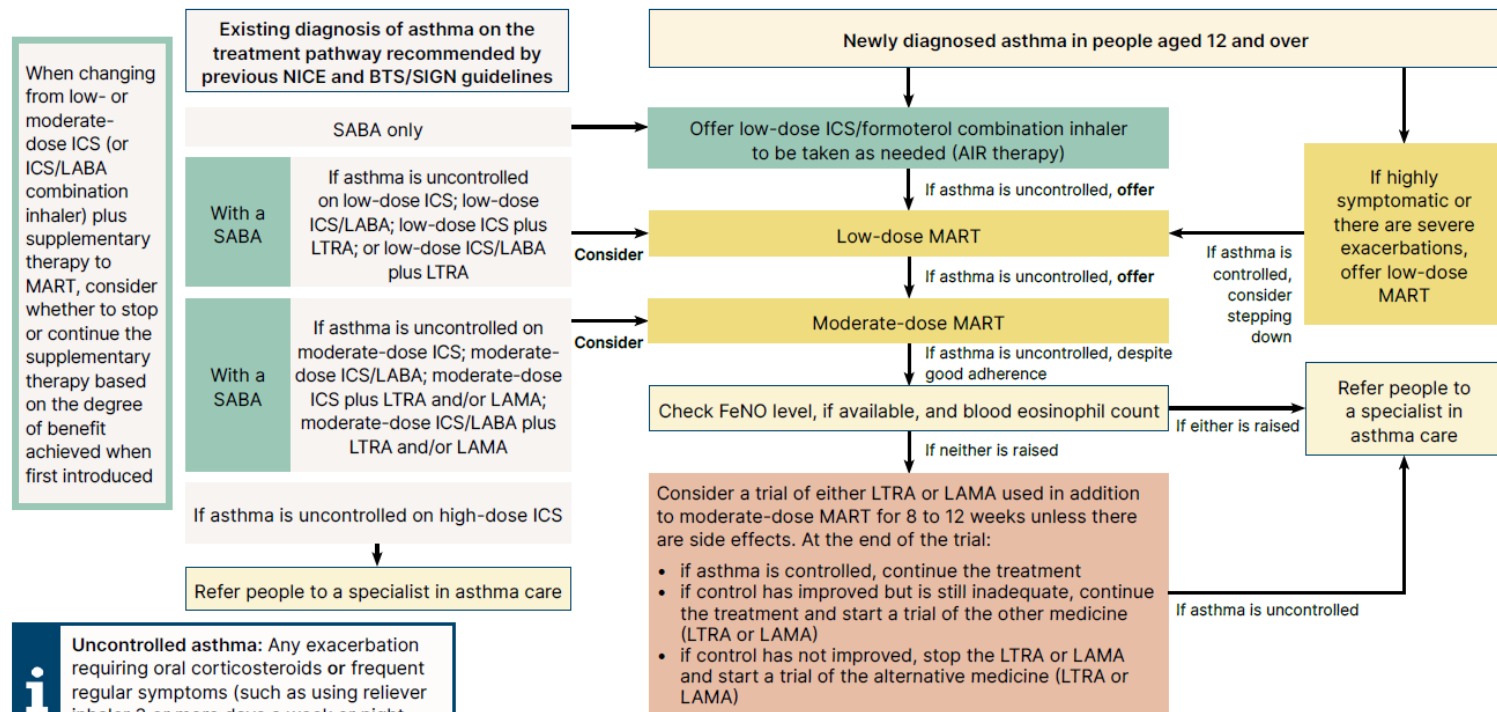 When changing
from low- or
moderate-
dose ICS (or
ICS/LABA
combination
inhaler) plus
supplementary
therapy to
MART, consider
whether to stop
or continue the
supplementary
therapy based
on the degree
of benefit
achieved when
first introduced
Existing diagnosis of asthma on the
treatment pathway recommended by
previous NICE and BTS/SIGN guidelines
SABA only
With a
SABA
If asthma is uncontrolled
on low-dose ICS; low-dose
ICS/LABA; low-dose ICS plus
LTRA; or low-dose ICS/LABA
plus LTRA
Consider
With a
SABA
If asthma is uncontrolled on
moderate-dose ICS; moderate-
dose ICS/LABA; moderate-dose
ICS plus LTRA and/or LAMA;
moderate-dose ICS/LABA plus
LTRA and/or LAMA
Consider
If asthma is uncontrolled on high-dose ICS
Refer people to a specialist in asthma care
Uncontrolled asthma: Any exacerbation
requiring oral corticosteroids or frequent
regular symptoms (such as using reliever
Newly diagnosed asthma in people aged 12 and over
Offer low-dose ICS/formoterol combination inhaler
to be taken as needed (AIR therapy)
If asthma is uncontrolled, offer
Low-dose MART
If asthma is uncontrolled, offer
Moderate-dose MART
If asthma is uncontrolled, despite
good adherence
Check FeNO level, if available, and blood eosinophil count
If neither is raised
Consider a trial of either LTRA or LAMA used in addition
to moderate-dose MART for 8 to 12 weeks unless there
are side effects. At the end of the trial:
• if asthma is controlled, continue the treatment
• if control has improved but is still inadequate, continue
the treatment and start a trial of the other medicine
(LTRA or LAMA)
• if control has not improved, stop the LTRA or LAMA
and start a trial of the alternative medicine (LTRA or
LAMA)
If highly
symptomatic or
there are severe
exacerbations,
offer low-dose
MART
If asthma is
controlled,
consider
stepping
down
If either is raised
Refer people to
a specialist in
asthma care
If asthma is uncontrolled